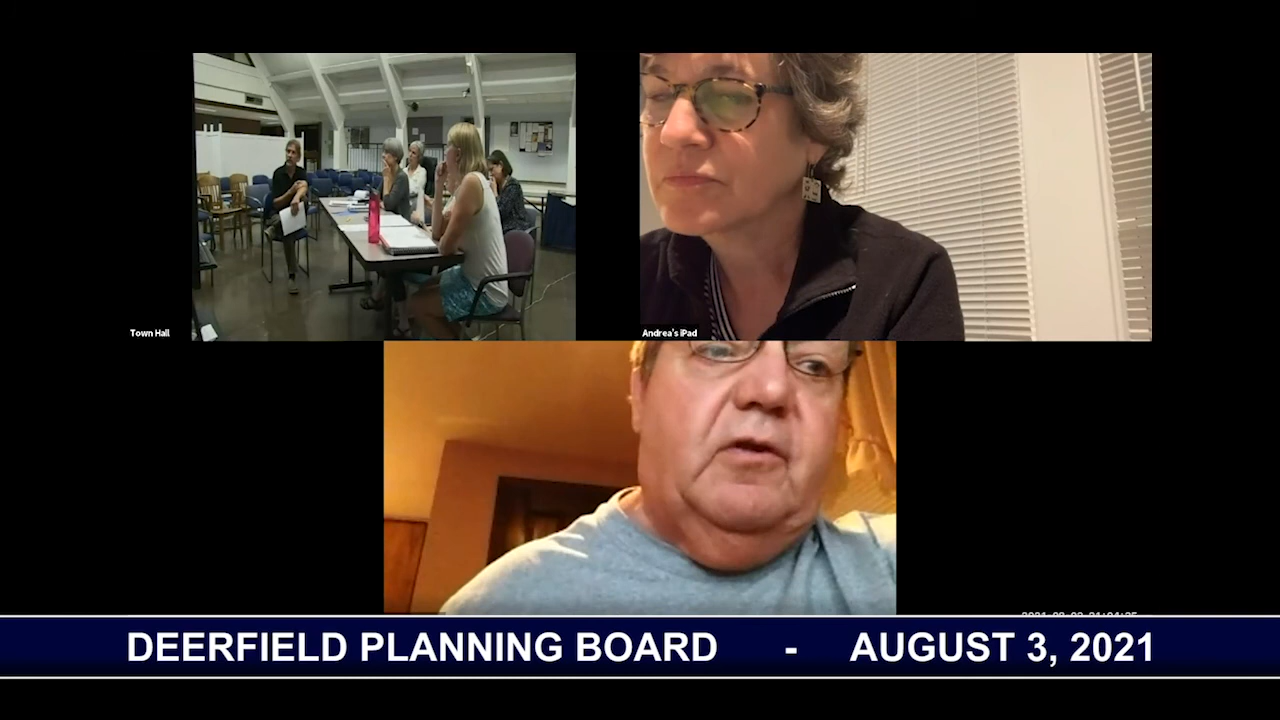 Town Hall
Andrea's iPad
DEERFIELD PLANNING BOARD - AUGUST 3, 2021